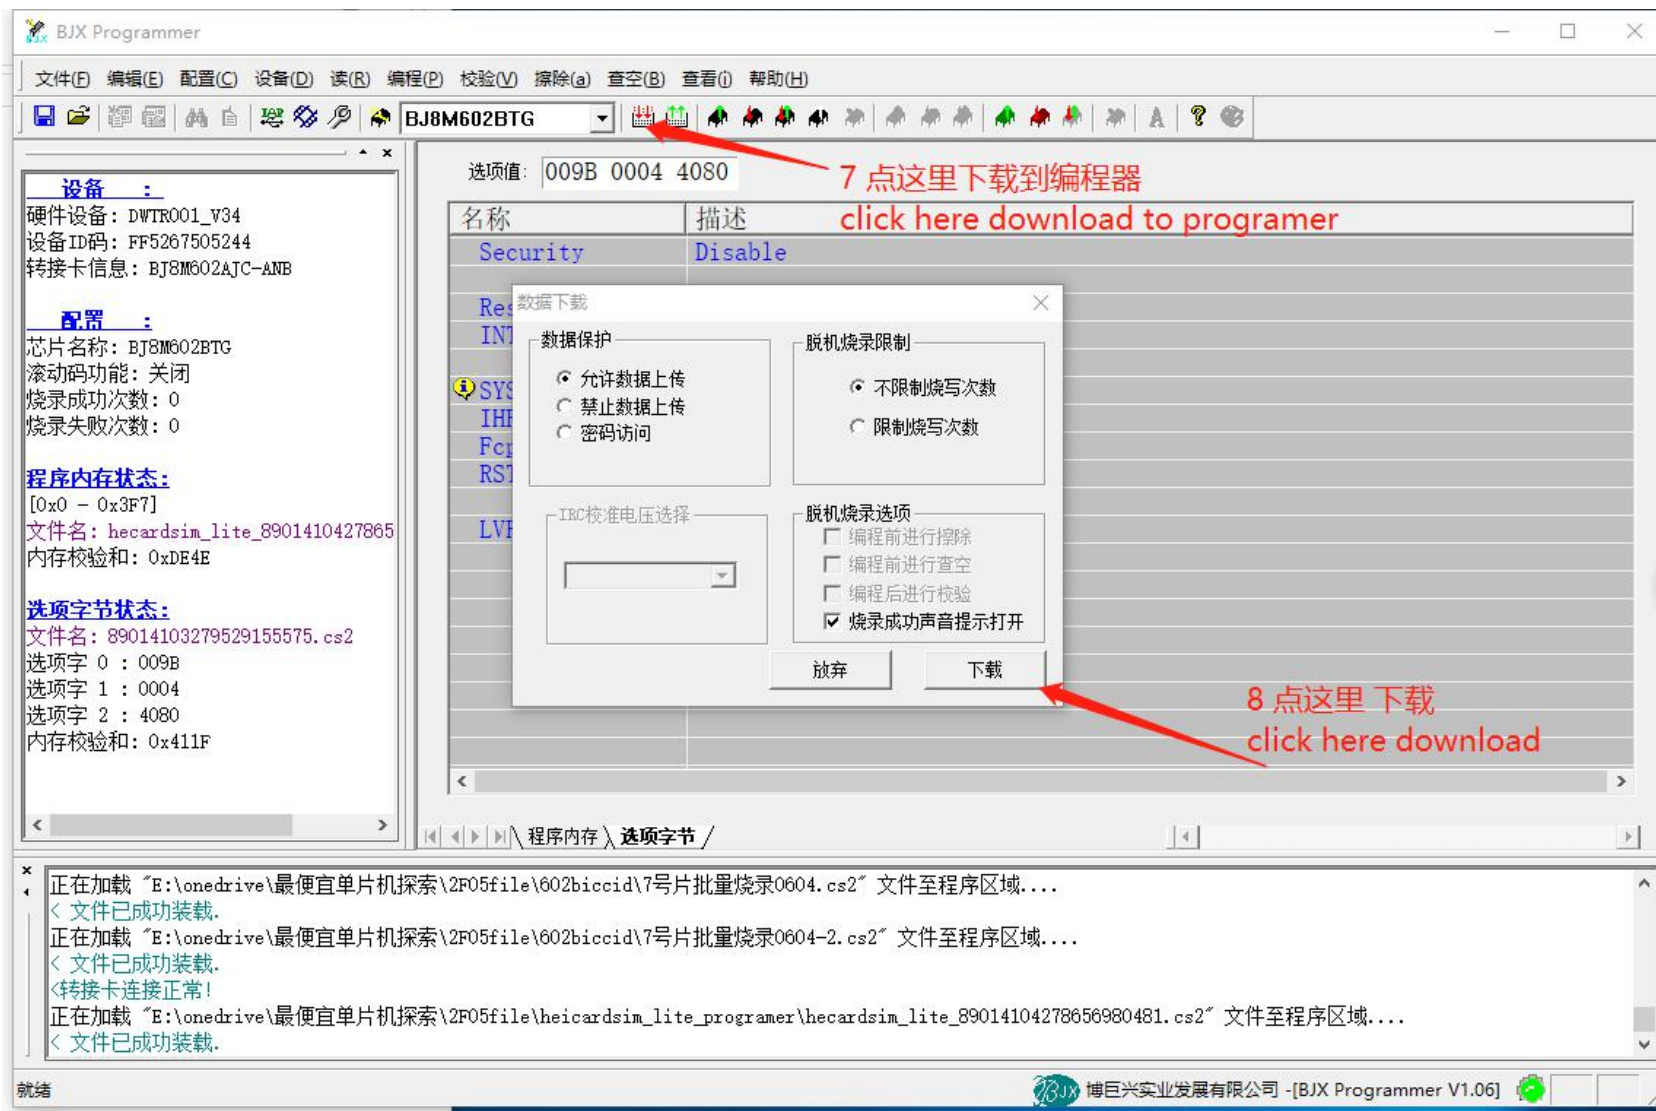 BJX Programmer
文件(F) 编辑(E) 配置(C) 设备(D) 读(R) 编程(P) 校验(V) 擦除(a) 查空(B) 查看(i) 帮助(H)
BJ8M602BTG
设备 :
硬件设备: DWTR001_V34
设备ID码: FF5267505244
转接卡信息: BJ8M602AJC-ANB
配置 :
芯片名称: BJ8M602BTG
滚动码功能: 关闭
烧录成功次数: 0
烧录失败次数: 0
程序内存状态:
[0x0 - 0x3F7]
文件名: hecardsim_lite_8901410427865
内存校验和: 0xDE4E
选项字节状态:
文件名: 89014103279529155575.cs2
选项字 0 : 009B
选项字 1 : 0004
选项字 2 : 4080
内存校验和: 0x411F
选项值: 009B 0004 4080
7 点这里下载到编程器
click here download to programer
名称 描述
Security Disable
Res
INT
SYS
IHR
Fcp
RST
LVR
数据下载
数据保护
允许数据上传
禁止数据上传
密码访问
脱机烧录限制
不限制烧写次数
限制烧写次数
IRC校准电压选择
脱机烧录选项
编程前进行擦除
编程前进行查空
编程后进行校验
烧录成功声音提示打开
放弃 下载
8 点这里 下载
click here download
程序内存 选项字节
正在加载 "E:\onedrive\最便宜单片机探索\2F05file\602biccid\7号片批量烧录0604.cs2" 文件至程序区域....
< 文件已成功装载.
正在加载 "E:\onedrive\最便宜单片机探索\2F05file\602biccid\7号片批量烧录0604-2.cs2" 文件至程序区域....
< 文件已成功装载.
<转接卡连接正常!
正在加载 "E:\onedrive\最便宜单片机探索\2F05file\heicardsim_lite_programer\hecardsim_lite_89014104278656980481.cs2" 文件至程序区域....
< 文件已成功装载.
就绪
BJX 博巨兴实业发展有限公司 -[BJX Programmer V1.06]